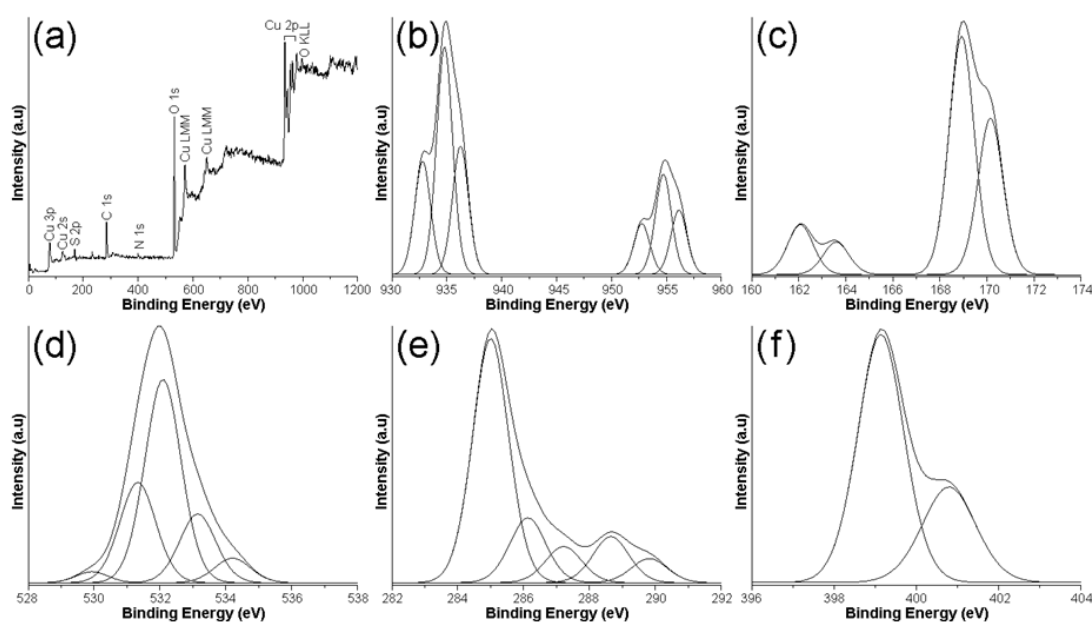 (a)
Cu 3p
Cu 2s
S 2p
C 1s
N 1s
O 1s
Cu LMM
Cu LMM
Cu 2p
O KLL
Intensity (a.u)
0 200 400 600 800 1000 1200
Binding Energy (eV)
(b)
Intensity (a.u)
930 935 940 945 950 955 960
Binding Energy (eV)
(c)
Intensity (a.u)
160 162 164 166 168 170 172 174
Binding Energy (eV)
(d)
Intensity (a.u)
528 530 532 534 536 538
Binding Energy (eV)
(e)
Intensity (a.u)
282 284 286 288 290 292
Binding Energy (eV)
(f)
Intensity (a.u)
396 398 400 402 404
Binding Energy (eV)